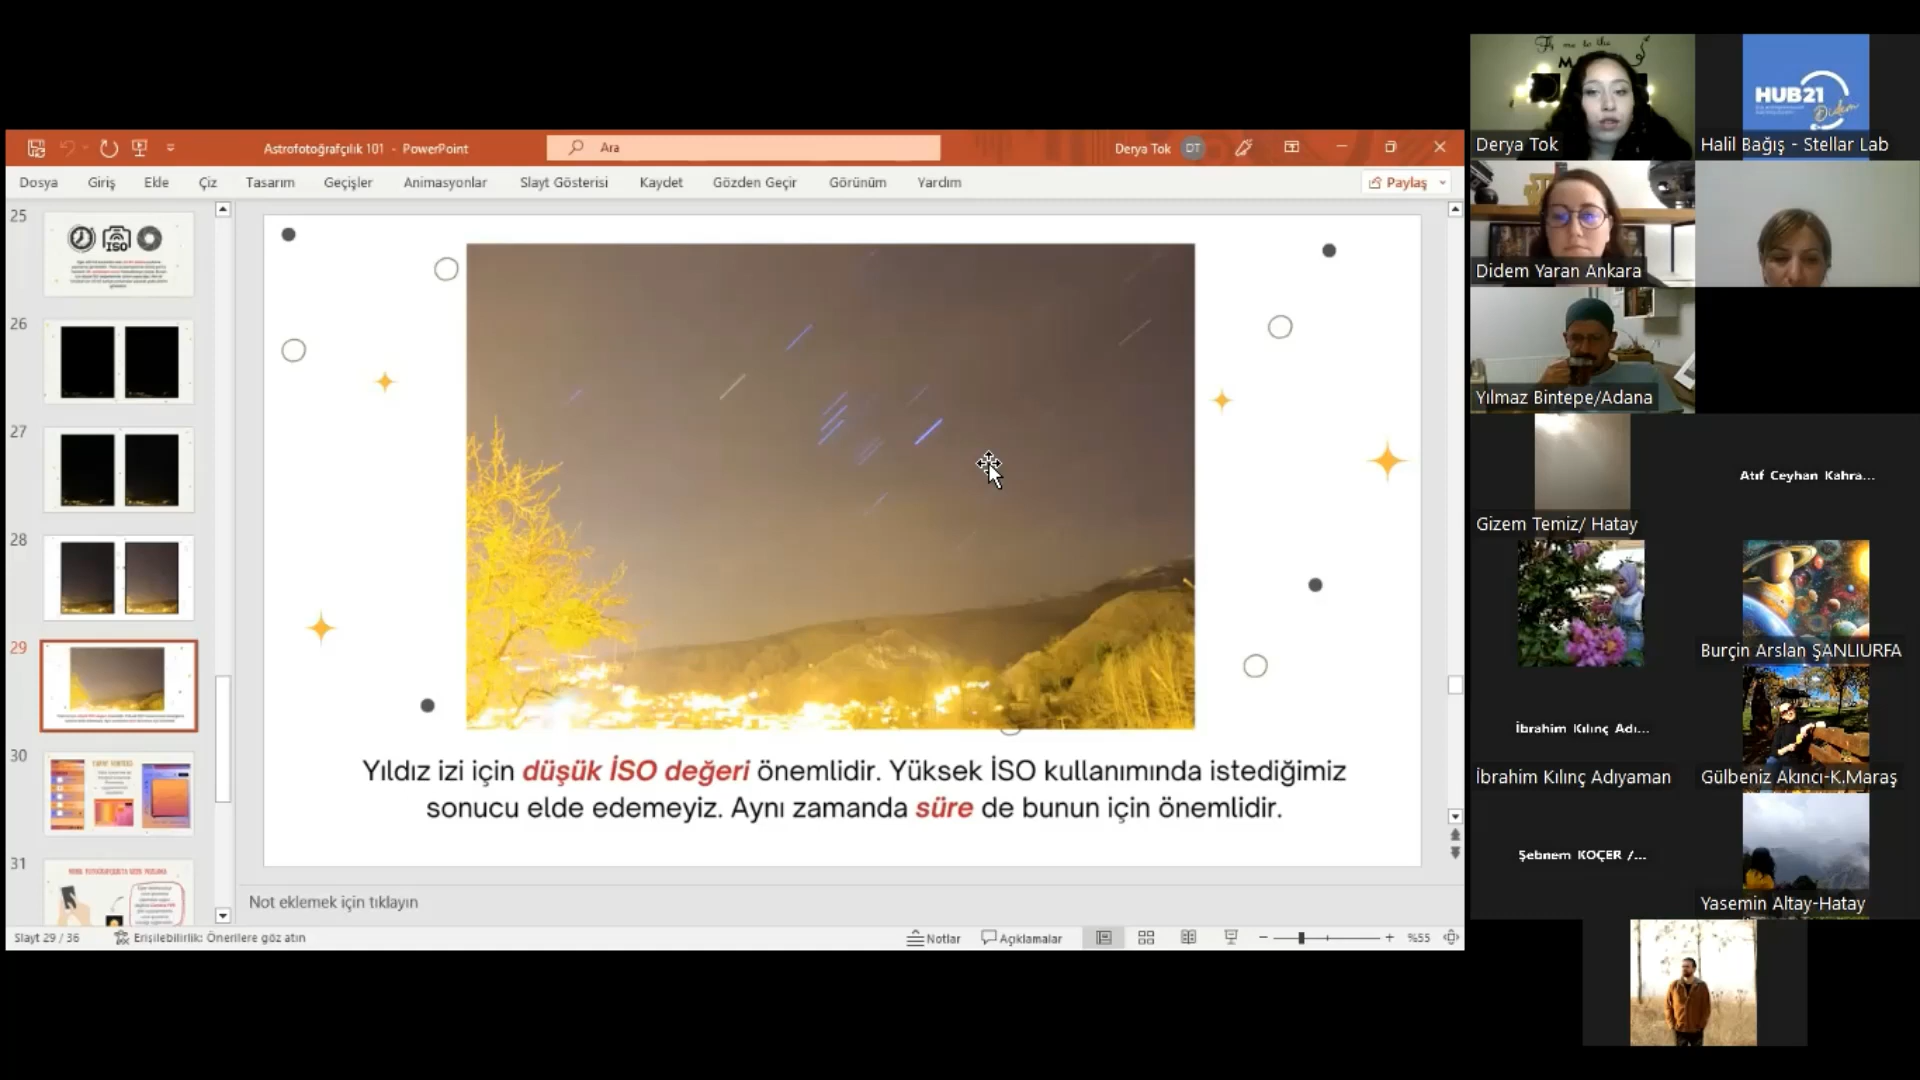 Astrofotoğrafçılık 101 - PowerPoint
Ara
Derya Tok
DT
Dosya Giriş Ekle Çiz Tasarım Geçişler Animasyonlar Slayt Gösterisi Kaydet Gözden Geçir Görünüm Yardım
Paylaş
25
ISO
26
27
28
29
30
31
Yıldız izi için düşük İSO değeri önemlidir. Yüksek İSO kullanımında istediğimiz
sonucu elde edemeyiz. Aynı zamanda süre de bunun için önemlidir.
Not eklemek için tıklayın
Slayt 29 / 36
Erişilebilirlik: Önerilere göz atın
Notlar
Açıklamalar
%55
Derya Tok
HUB21
Didem
Halil Bağış - Stellar Lab
Didem Yaran Ankara
Yılmaz Bintepe/Adana
Gizem Temiz/ Hatay
Atıf Ceyhan Kahra...
Burçin Arslan ŞANLIURFA
İbrahim Kılınç Adı...
İbrahim Kılınç Adıyaman
Gülbeniz Akıncı-K.Maraş
Şebnem KOÇER /...
Yasemin Altay-Hatay